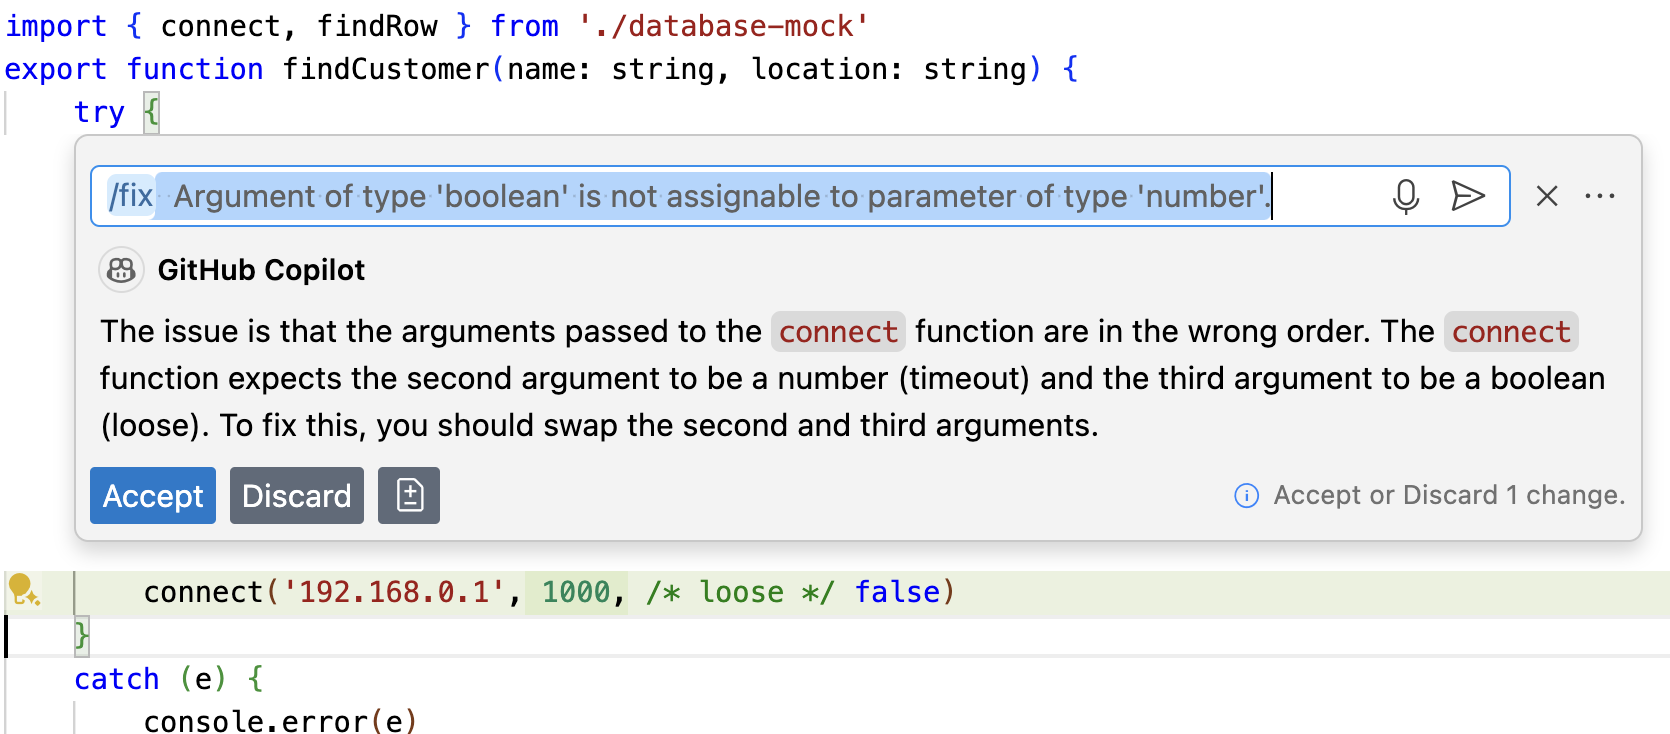 import { connect, findRow } from './database-mock'
export function findCustomer(name: string, location: string) {
try {
/fix Argument of type 'boolean' is not assignable to parameter of type 'number'.
GitHub Copilot
The issue is that the arguments passed to the connect function are in the wrong order. The connect
function expects the second argument to be a number (timeout) and the third argument to be a boolean
(loose). To fix this, you should swap the second and third arguments.
Accept Discard Accept or Discard 1 change.
connect('192.168.0.1', 1000, /* loose */ false)
}
catch (e) {
console.error(e)